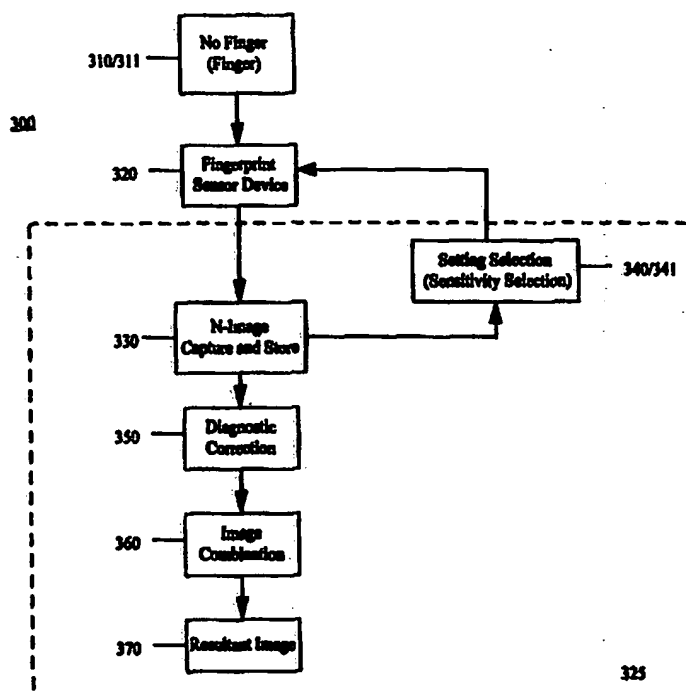 No Finger
(Finger)
310/311
300
Fingerprint
Sensor Device
320
Setting Selection
(Sensitivity Selection)
340/341
N-Image
Capture and Store
330
Diagnostic
Correction
350
Image
Combination
360
Resultant Image
370
325